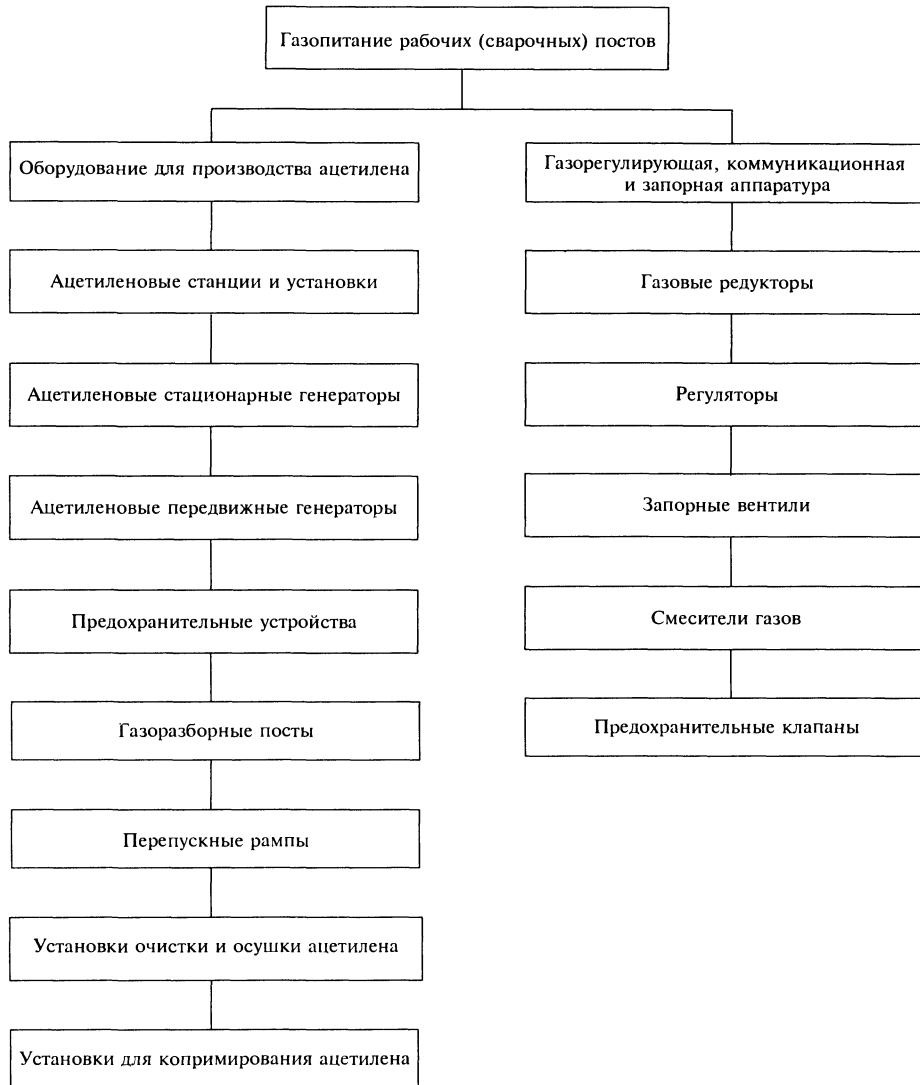 Газопитание рабочих (сварочных) постов
Оборудование для производства ацетилена
Ацетиленовые станции и установки
Ацетиленовые стационарные генераторы
Ацетиленовые передвижные генераторы
Предохранительные устройства
Газоразборные посты
Перепускные рампы
Установки очистки и осушки ацетилена
Установки для копримирования ацетилена
Газорегулирующая, коммуникационная
и запорная аппаратура
Газовые редукторы
Регуляторы
Запорные вентили
Смесители газов
Предохранительные клапаны